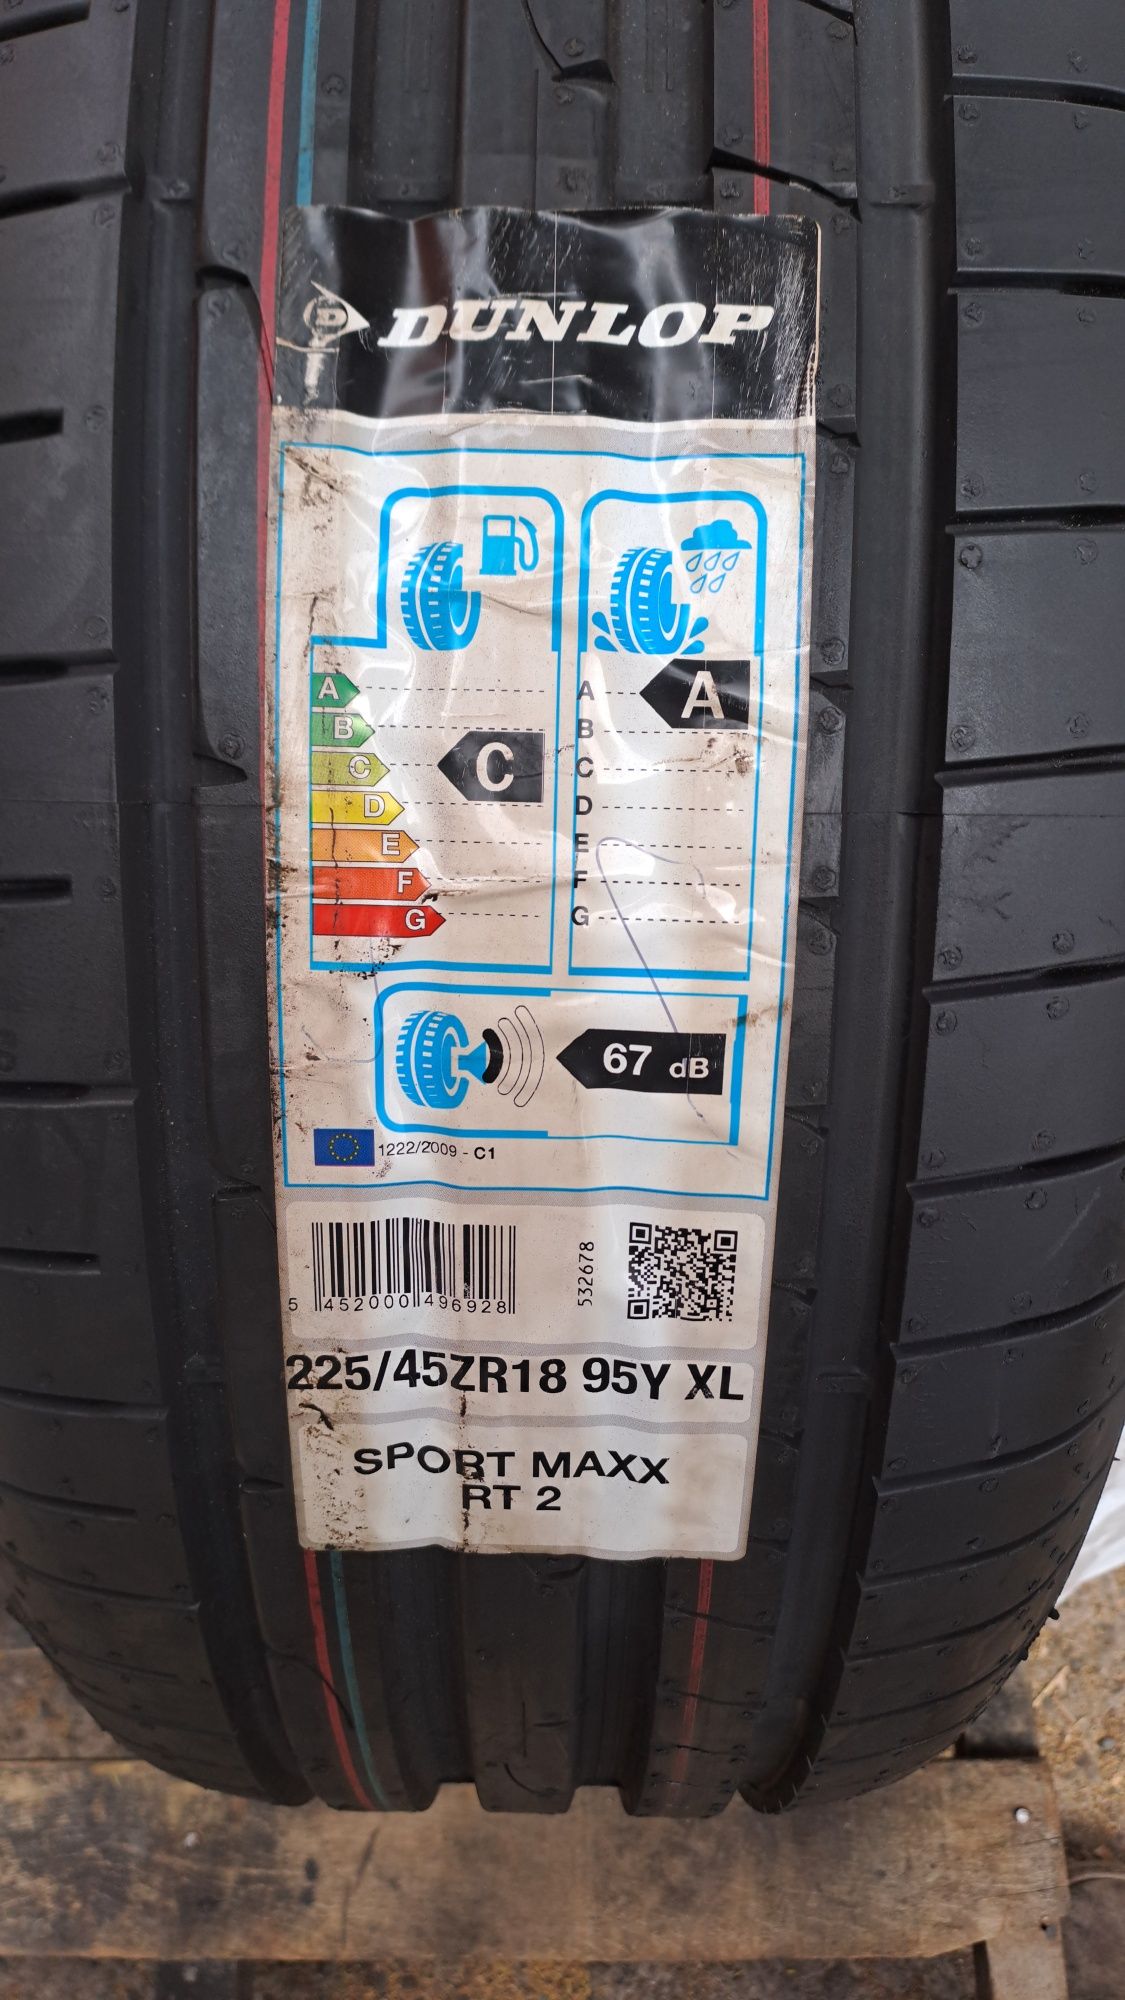 DUNLOP
A
B
C
D
E
F
G
C
A
B
C
D
E
F
G
A
67 dB
1222/2009 - C1
5 452000 496928
532678
225/45ZR18 95Y XL
SPORT MAXX
RT 2